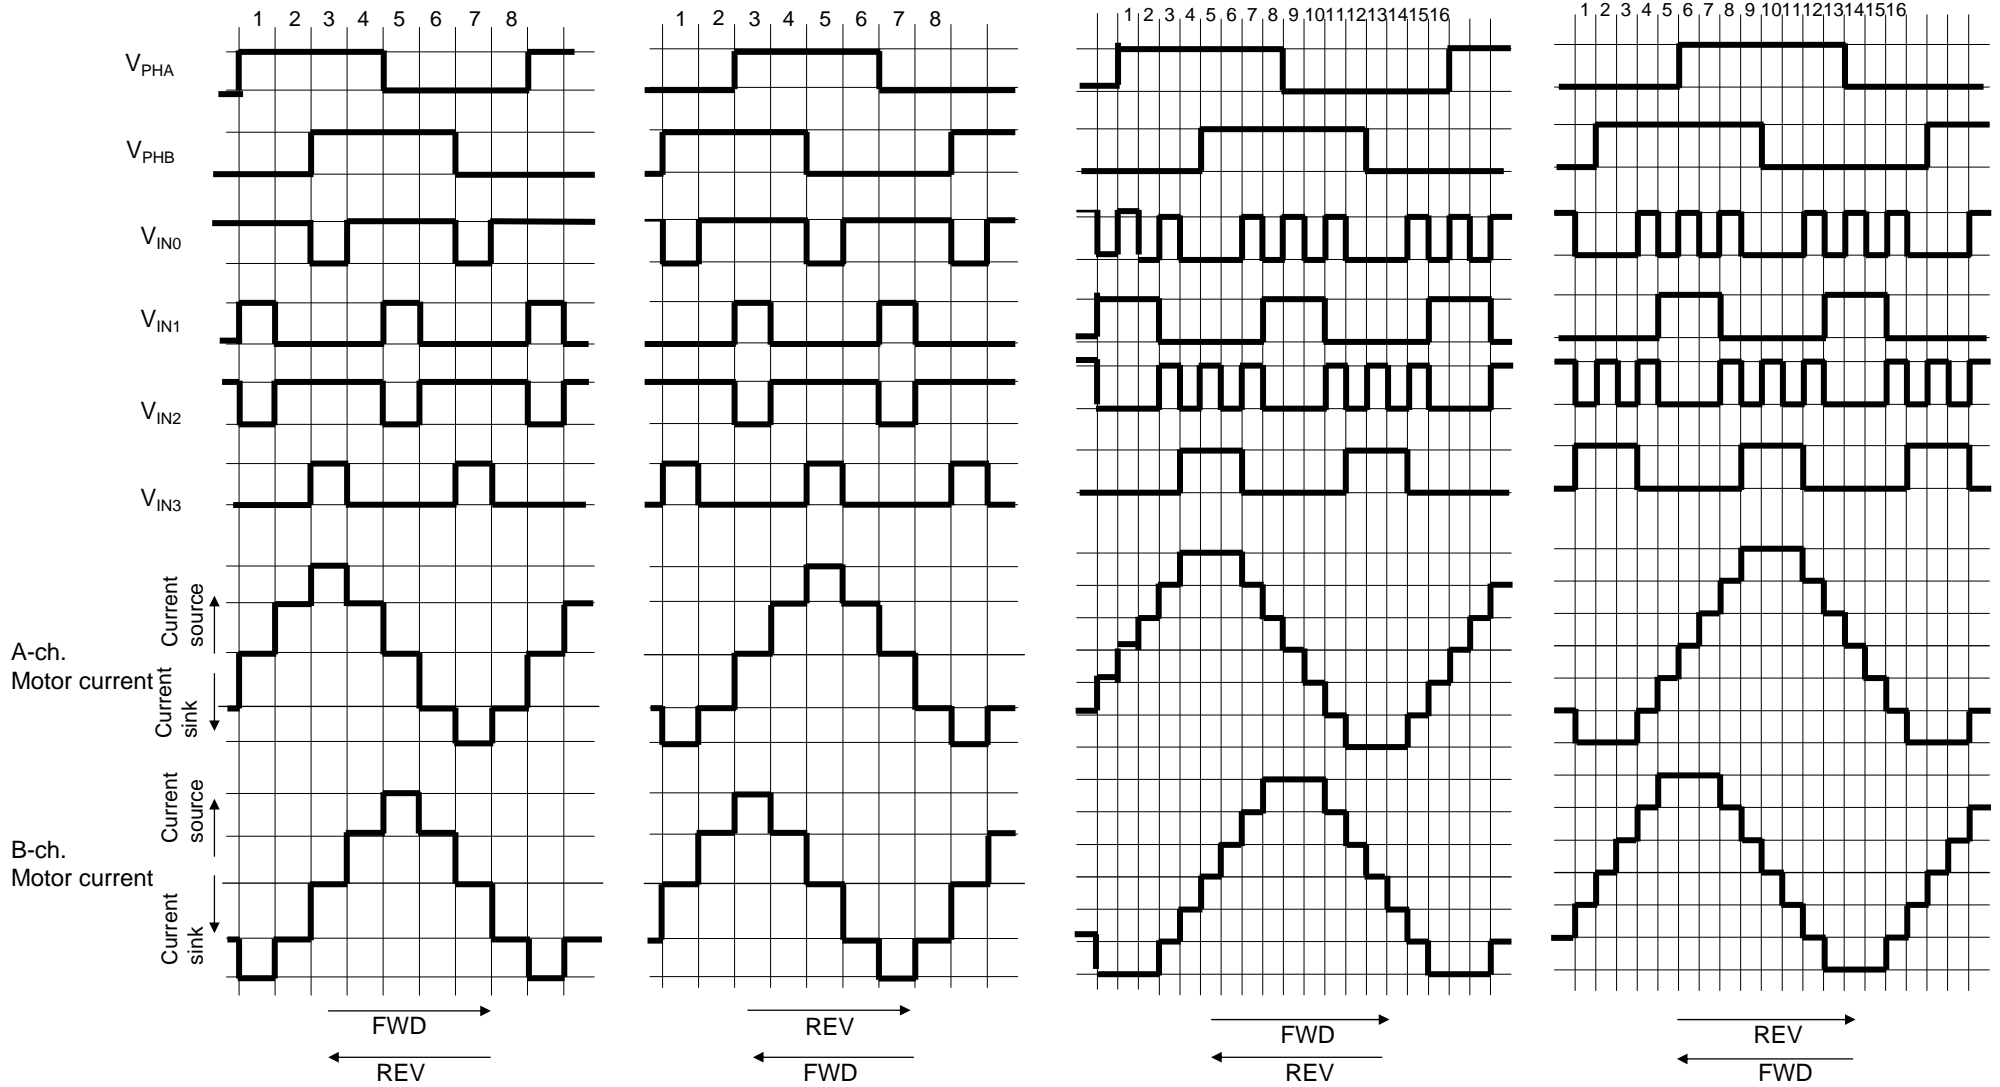 1 2 3 4 5 6 7 8
1 2 3 4 5 6 7 8
1 2 3 4 5 6 7 8 9 10 11 12 13 14 15 16
1 2 3 4 5 6 7 8 9 10 11 12 13 14 15 16
VPHA
VPHB
VIN0
VIN1
VIN2
VIN3
A-ch.
Motor current
Current
source
Current
sink
B-ch.
Motor current
Current
source
Current
sink
FWD
REV
REV
FWD
FWD
REV
REV
FWD